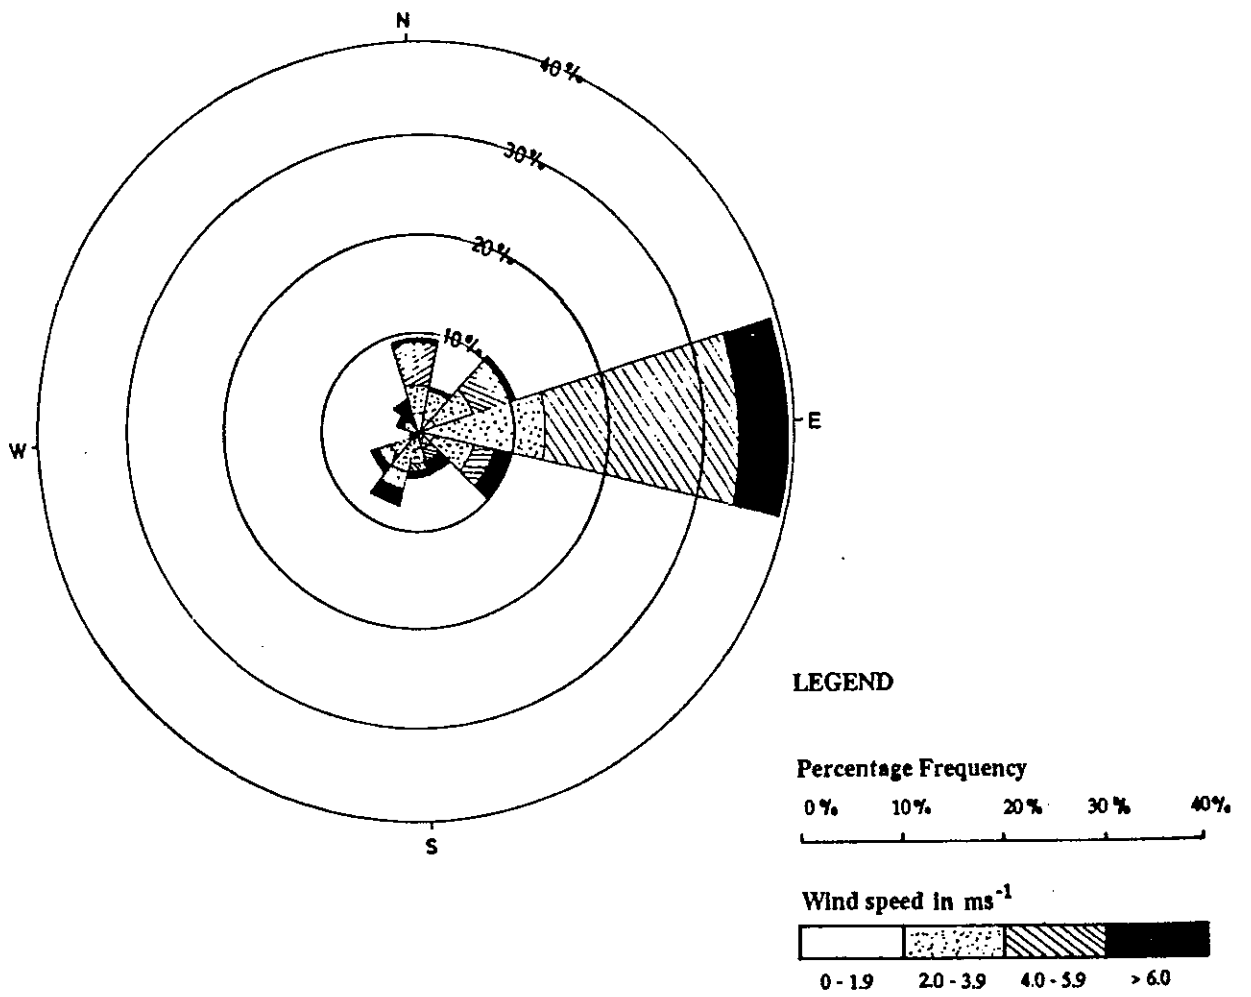 N
40%
30%
20%
10%
E
W
S
LEGEND
Percentage Frequency
0% 10% 20% 30% 40%
Wind speed in ms⁻¹
0 - 1.9 2.0 - 3.9 4.0 - 5.9 > 6.0